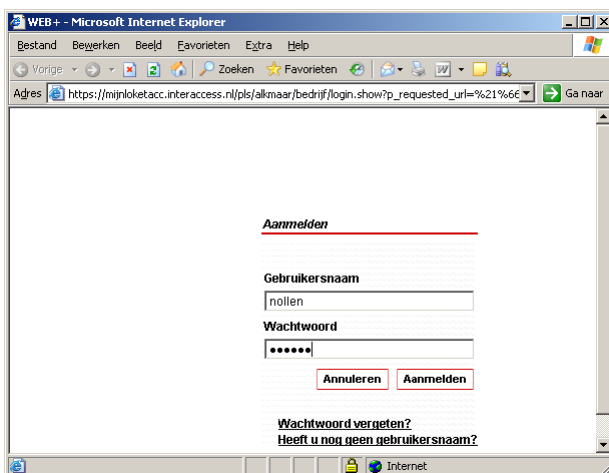 WEB+ - Microsoft Internet Explorer
Bestand Bewerken Beeld Favorieten Extra Help
Vorige Zoeken Favorieten
Adres https://mijnloketacc.interaccess.nl/pls/alkmaar/bedrijf/login.show?p_requested_url=%21%66 Ga naar
Aanmelden
Gebruikersnaam
nollen
Wachtwoord
••••••
Annuleren Aanmelden
Wachtwoord vergeten?
Heeft u nog geen gebruikersnaam?
Internet